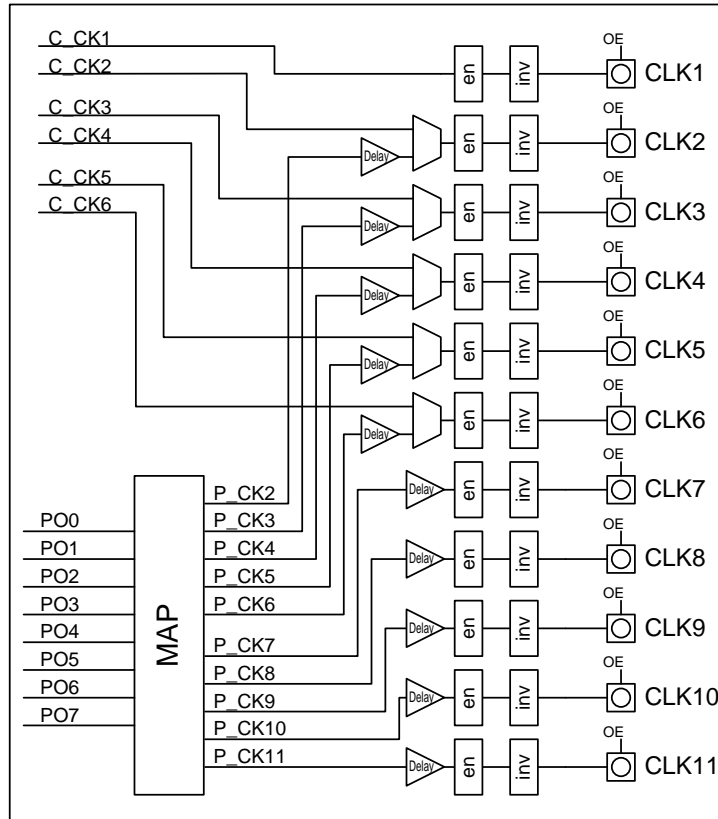 C_CK1
C_CK2
C_CK3
C_CK4
C_CK5
C_CK6
OE
en inv CLK1
OE
Delay en inv CLK2
OE
Delay en inv CLK3
OE
Delay en inv CLK4
OE
Delay en inv CLK5
OE
Delay en inv CLK6
OE
Delay en inv CLK7
OE
Delay en inv CLK8
OE
Delay en inv CLK9
OE
Delay en inv CLK10
OE
Delay en inv CLK11
PO0
PO1
PO2
PO3
PO4
PO5
PO6
PO7
MAP
P_CK2
P_CK3
P_CK4
P_CK5
P_CK6
P_CK7
P_CK8
P_CK9
P_CK10
P_CK11